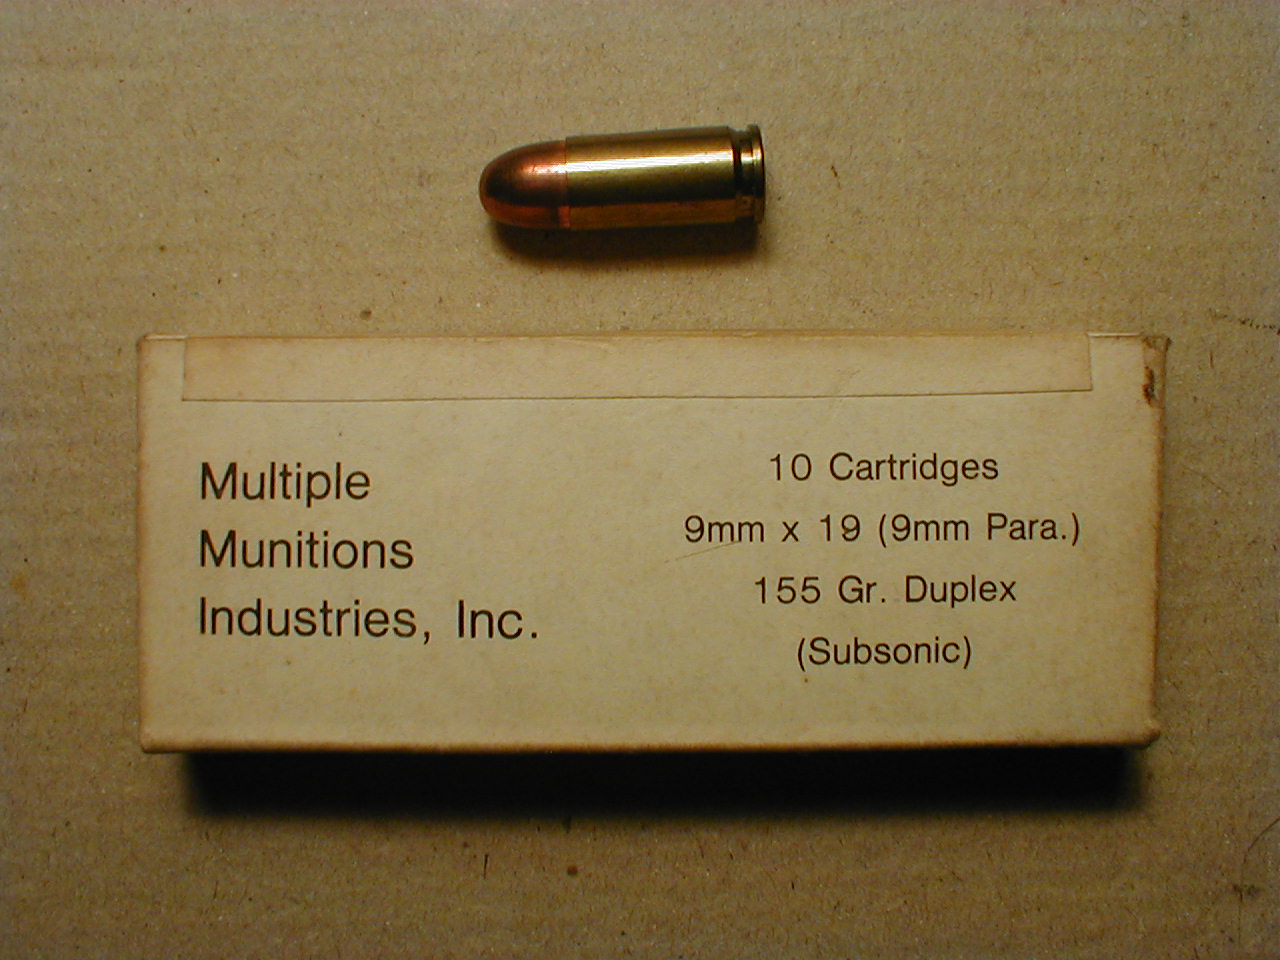 Multiple
Munitions
Industries, Inc.
10 Cartridges
9mm x 19 (9mm Para.)
155 Gr. Duplex
(Subsonic)